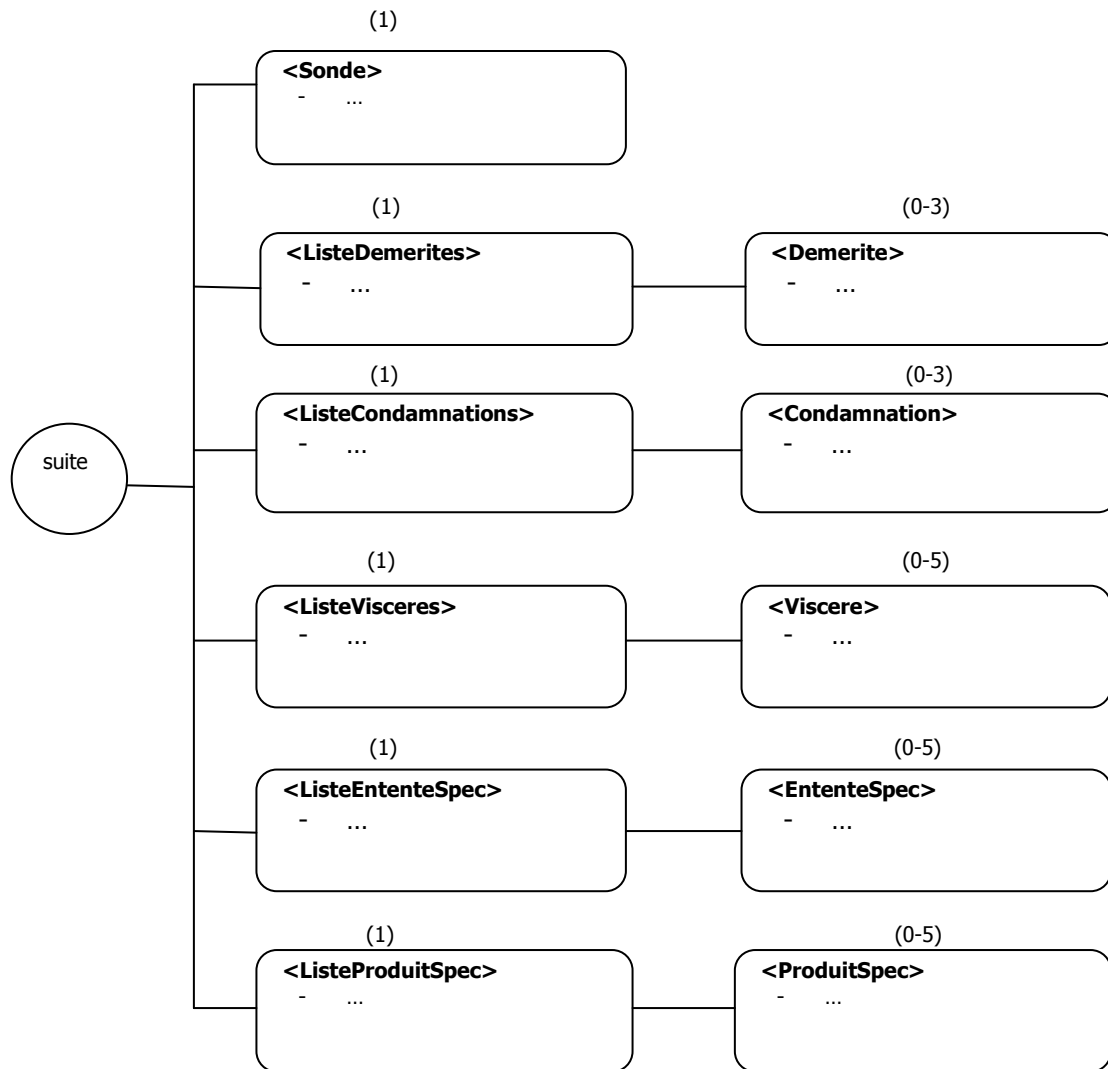 (1)
<Sonde>
- ...
(1) (0-3)
<ListeDemerites> <Demerite>
- ... - ...
(1) (0-3)
<ListeCondamnations> <Condamnation>
- ... - ...
suite
(1) (0-5)
<ListeVisceres> <Viscere>
- ... - ...
(1) (0-5)
<ListeEntenteSpec> <EntenteSpec>
- ... - ...
(1) (0-5)
<ListeProduitSpec> <ProduitSpec>
- ... - ...